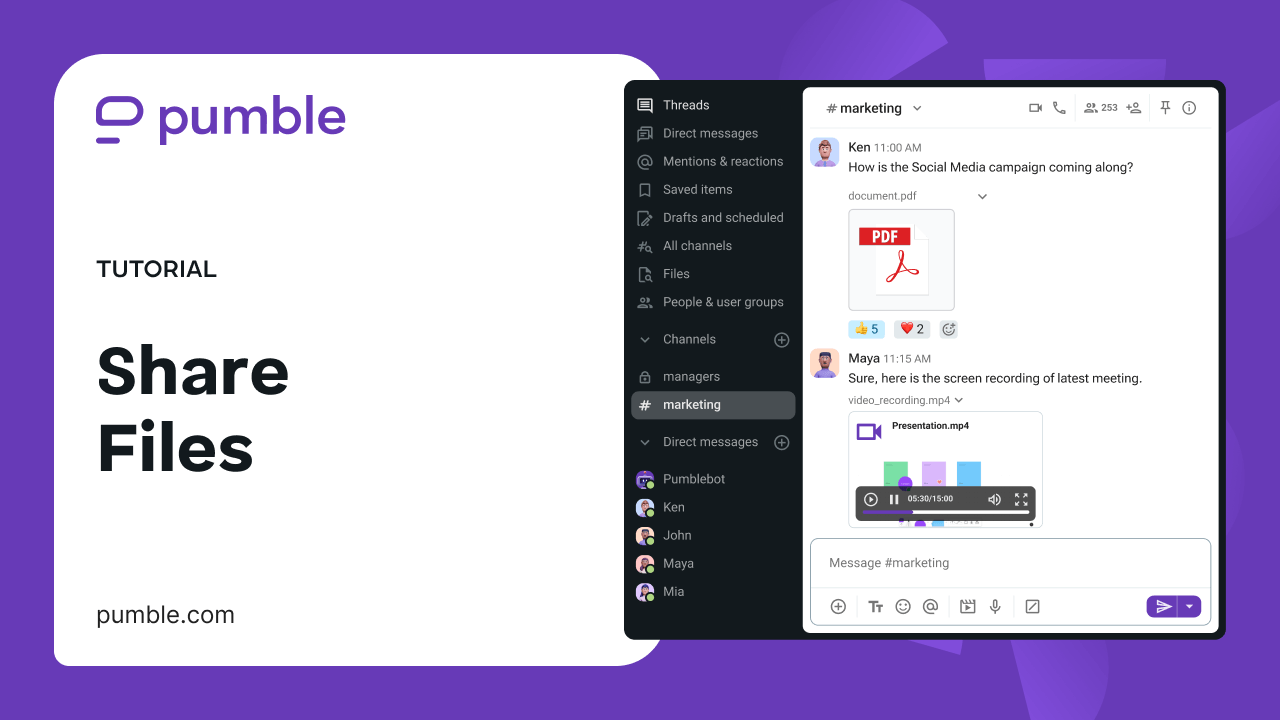 pumble
TUTORIAL
Share
Files
pumble.com
Threads
Direct messages
Mentions & reactions
Saved items
Drafts and scheduled
All channels
Files
People & user groups
Channels
managers
# marketing
Direct messages
Pumblebot
Ken
John
Maya
Mia
# marketing
253
Ken 11:00 AM
How is the Social Media campaign coming along?
document.pdf
PDF
👍 5 ❤️ 2
Maya 11:15 AM
Sure, here is the screen recording of latest meeting.
video_recording.mp4
Presentation.mp4
05:30/15:00
Message #marketing
Tт
@